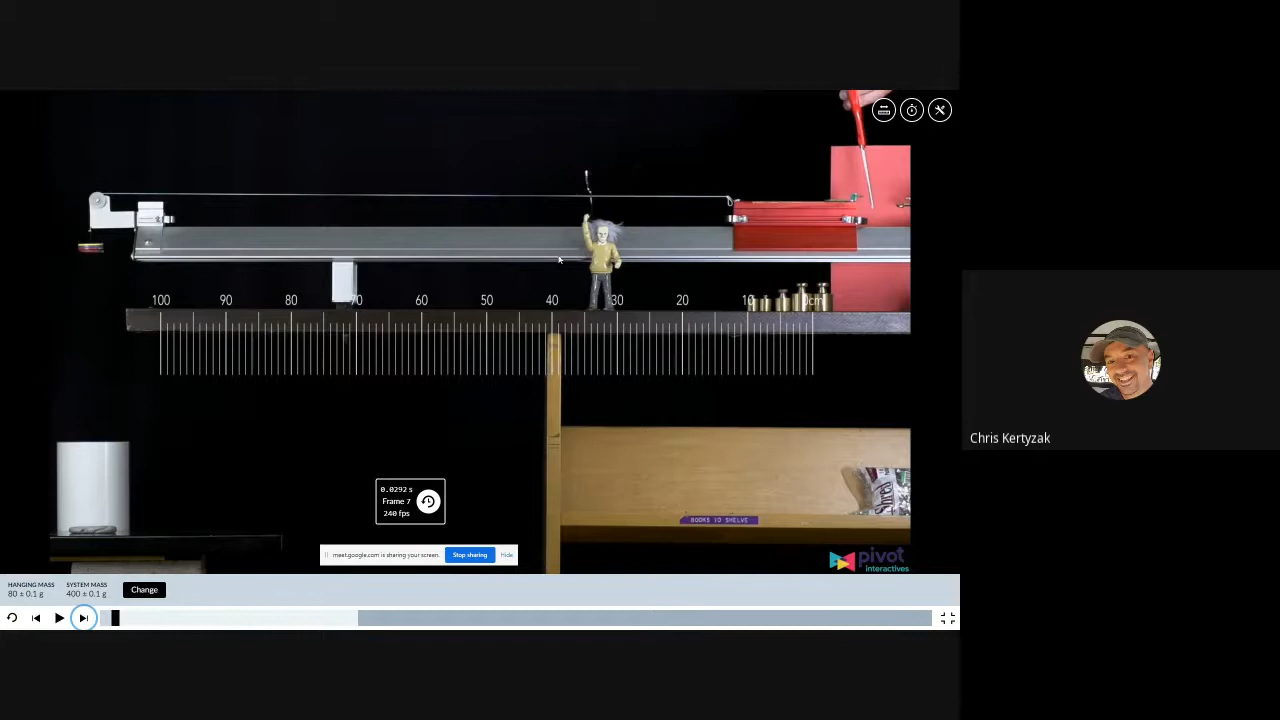 100 90 80 70 60 50 40 30 20 10 0cm
0.0292 s
Frame 7
240 fps
BOOKS TO SHELVE
meet.google.com is sharing your screen. Stop sharing Hide
pivot
interactives
HANGING MASS SYSTEM MASS
80 ± 0.1 g 400 ± 0.1 g Change
Chris Kertyzak